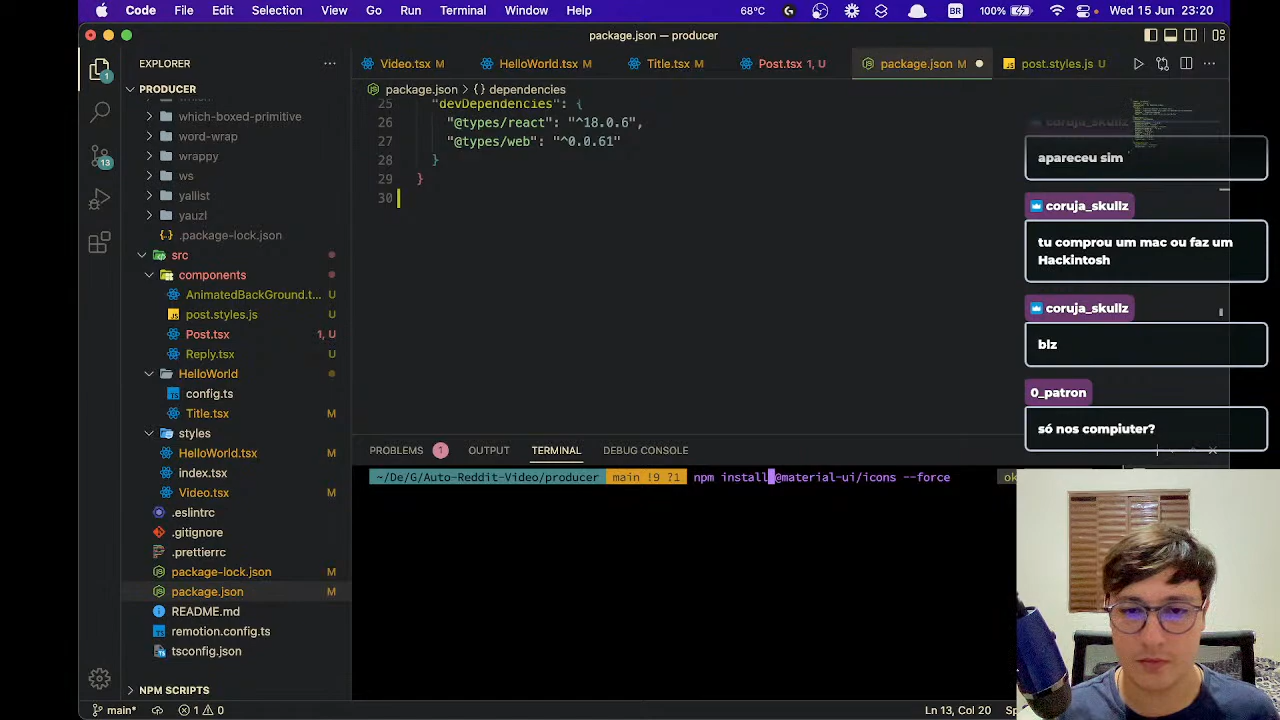 Code File Edit Selection View Go Run Terminal Window Help 68°C BR 100% Wed 15 Jun 23:20
package.json — producer
EXPLORER
Video.tsx M
HelloWorld.tsx M
Title.tsx M
Post.tsx 1, U
package.json M
post.styles.js U
PRODUCER
package.json > {} dependencies
which-boxed-primitive
word-wrap
wrappy
ws
yallist
yauzl
.package-lock.json
src
components
AnimatedBackGround.t... U
post.styles.js U
Post.tsx 1, U
Reply.tsx U
HelloWorld
config.ts
Title.tsx M
styles
HelloWorld.tsx M
index.tsx
Video.tsx M
.eslintrc
.gitignore
.prettierrc
package-lock.json M
package.json M
README.md
remotion.config.ts
tsconfig.json
NPM SCRIPTS
25 "devDependencies": {
26 "@types/react": "^18.0.6",
27 "@types/web": "^0.0.61"
28 }
29 }
30
apareceu sim
coruja_skullz
tu comprou um mac ou faz um
Hackintosh
coruja_skullz
blz
0_patron
só nos compiuter?
PROBLEMS 1 OUTPUT TERMINAL DEBUG CONSOLE
~/De/G/Auto-Reddit-Video/producer main !9 ?1 npm install @material-ui/icons --force ok
1
13
main* 1 0 Ln 13, Col 20